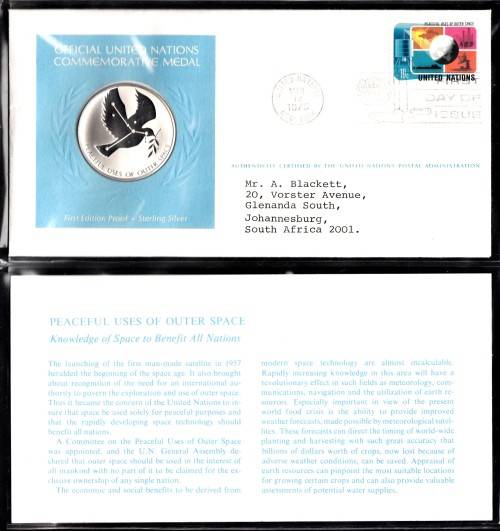 OFFICIAL UNITED NATIONS
COMMEMORATIVE MEDAL
PEACEFUL USES OF OUTER SPACE
First Edition Proof - Sterling Silver
PEACEFUL USES OF OUTER SPACE
UNITED NATIONS
FIRST
DAY OF
ISSUE
AUTHENTICITY CERTIFIED BY THE UNITED NATIONS POSTAL ADMINISTRATION
Mr. A. Blackett,
20, Vorster Avenue,
Glenanda South,
Johannesburg,
South Africa 2001.
PEACEFUL USES OF OUTER SPACE
Knowledge of Space to Benefit All Nations
The launching of the first man-made satellite in 1957
heralded the beginning of the space age. It also brought
about recognition of the need for an international au-
thority to govern the exploration and use of outer space.
Thus it became the concern of the United Nations to in-
sure that space be used solely for peaceful purposes and
that the rapidly developing space technology should
benefit all nations.
A Committee on the Peaceful Uses of Outer Space
was appointed, and the U.N. General Assembly de-
clared that outer space should be used in the interest of
all mankind with no part of it to be claimed for the ex-
clusive ownership of any single nation.
The economic and social benefits to be derived from
modern space technology are almost incalculable.
Rapidly increasing knowledge in this area will have a
revolutionary effect in such fields as meteorology, com-
munications, navigation and the utilization of earth re-
sources. Especially important in view of the present
world food crisis is the ability to provide improved
weather forecasts, made possible by meteorological satel-
lites. These forecasts can direct the timing of world-wide
planting and harvesting with such great accuracy that
billions of dollars worth of crops, now lost because of
adverse weather conditions, can be saved. Appraisal of
earth resources can pinpoint the most suitable locations
for growing certain crops and can also provide valuable
assessments of potential water supplies.